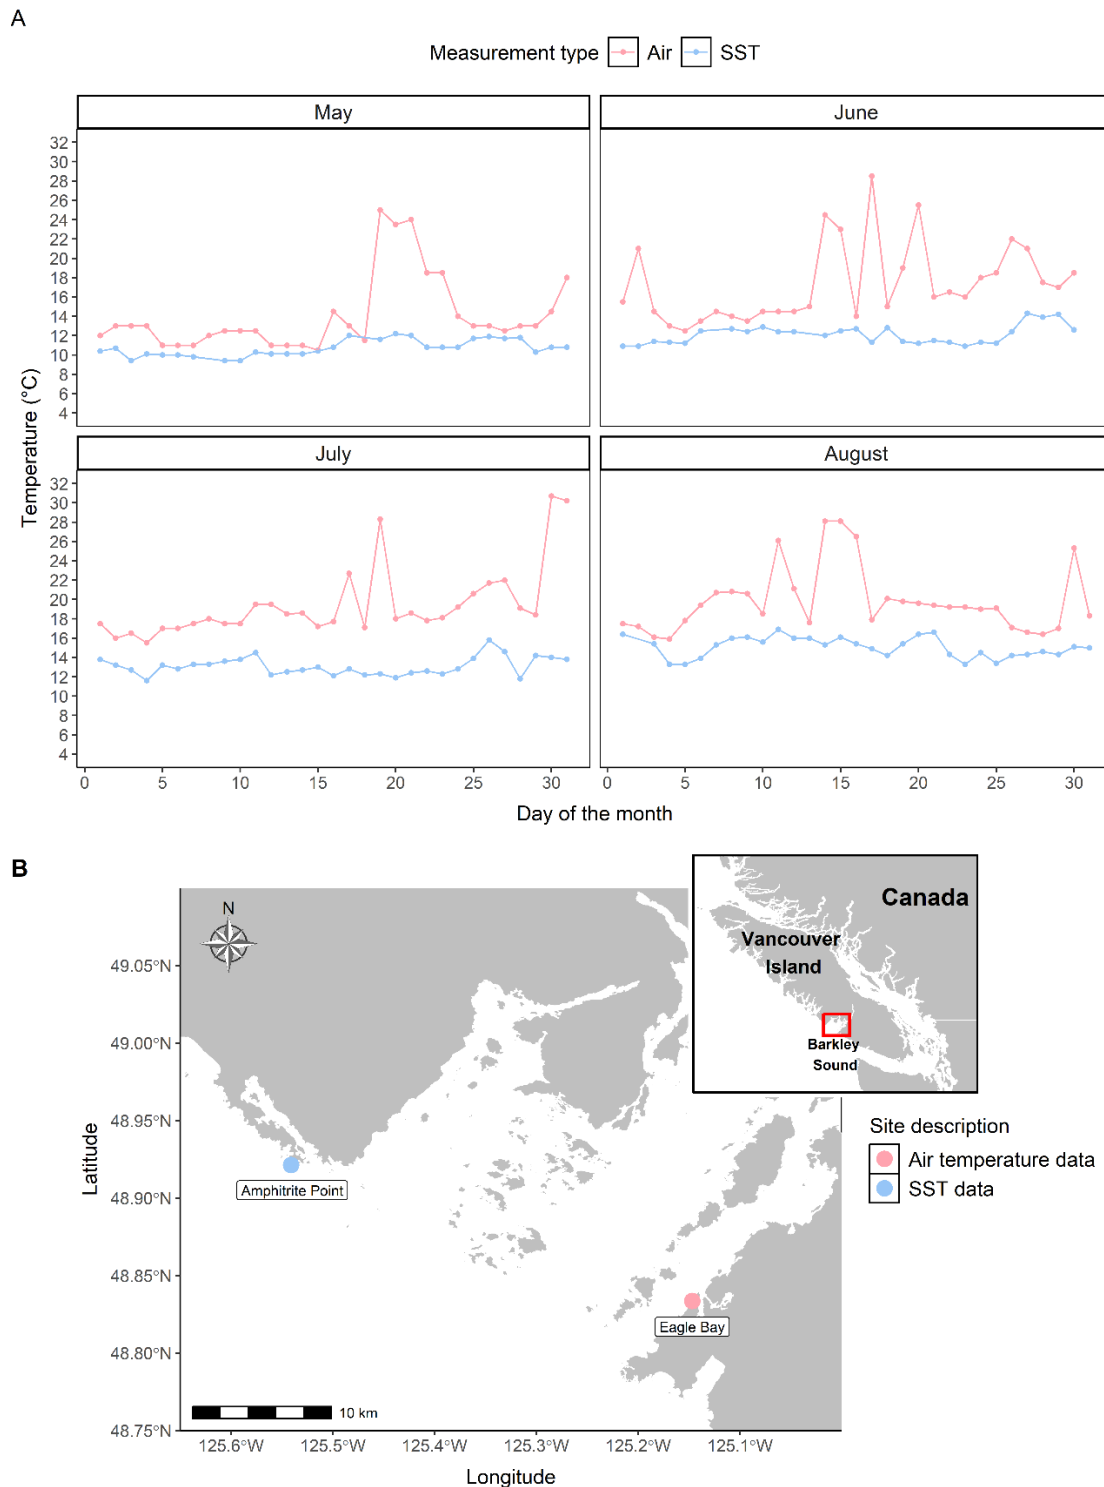 A
Measurement type Air SST
May June
32
30
28
26
24
22
20
18
16
14
12
10
8
6
4
July August
32
30
28
26
24
22
20
18
16
14
12
10
8
6
4
Temperature (°C)
0 5 10 15 20 25 30 0 5 10 15 20 25 30
Day of the month
B
N
Canada
Vancouver
Island
Barkley
Sound
49.05°N
49.00°N
48.95°N
48.90°N
48.85°N
48.80°N
48.75°N
Latitude
Amphitrite Point
Eagle Bay
Site description
Air temperature data
SST data
10 km
125.6°W 125.5°W 125.4°W 125.3°W 125.2°W 125.1°W
Longitude